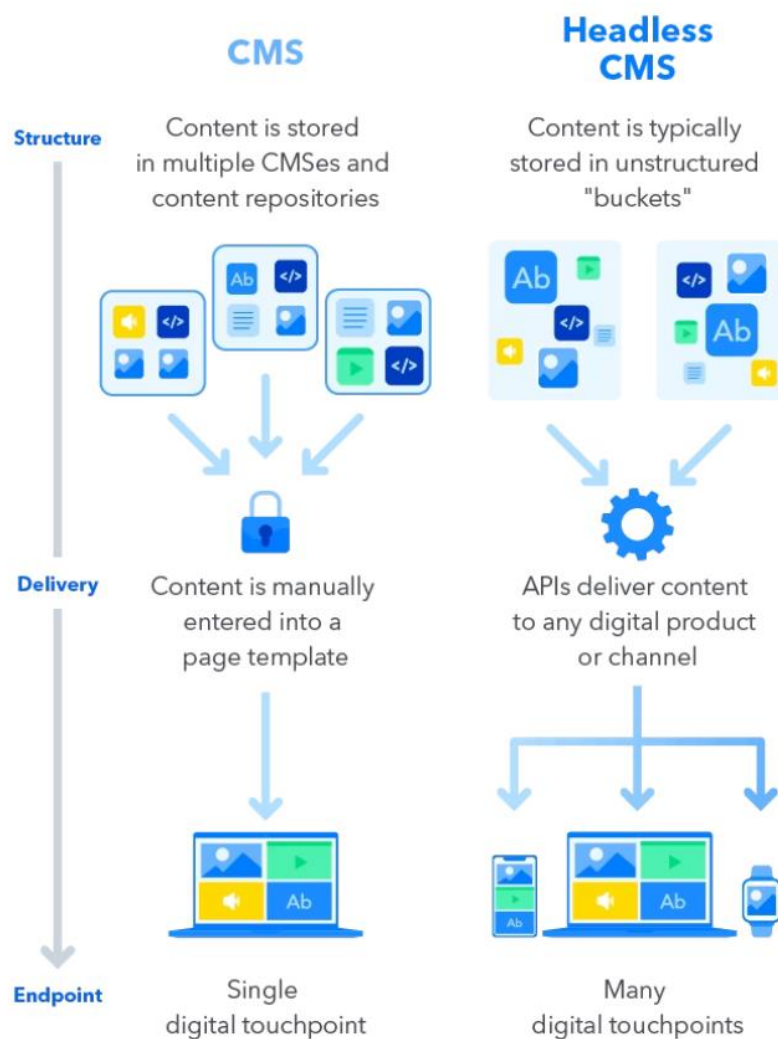 CMS
Headless
CMS
Structure
Content is stored
in multiple CMSes and
content repositories
Content is typically
stored in unstructured
"buckets"
Ab
</>
</>
</>
Ab
</>
</>
Ab
Delivery
Content is manually
entered into a
page template
APIs deliver content
to any digital product
or channel
Ab
Ab
Ab
Endpoint
Single
digital touchpoint
Many
digital touchpoints